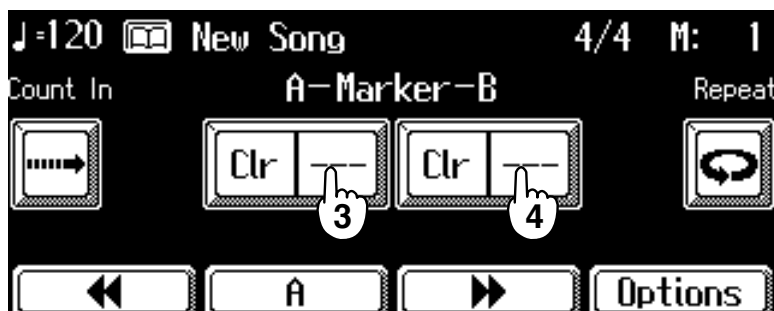 ♩=120 New Song 4/4 M: 1
Count In A-Marker-B Repeat
Clr --- Clr ---
3 4
A Options